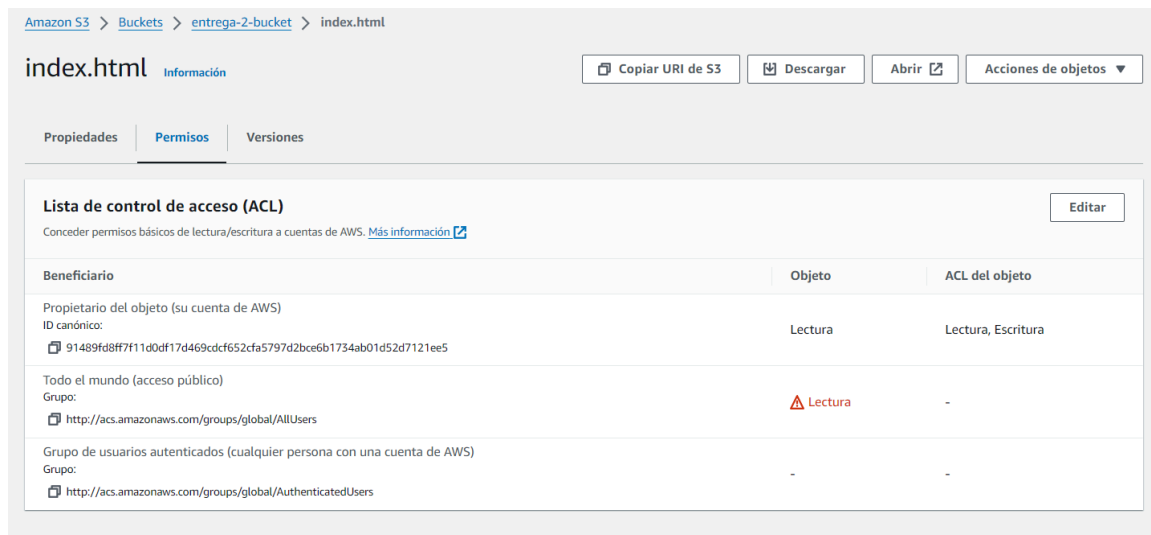 Amazon S3 > Buckets > entrega-2-bucket > index.html
index.html Información Copiar URI de S3 Descargar Abrir Acciones de objetos
Propiedades Permisos Versiones
Lista de control de acceso (ACL) Editar
Conceder permisos básicos de lectura/escritura a cuentas de AWS. Más información
Beneficiario Objeto ACL del objeto
Propietario del objeto (su cuenta de AWS)
ID canónico:
Lectura Lectura, Escritura
91489fd8ff7f11d0df17d469cdcf652cfa5797d2bce6b1734ab01d52d7121ee5
Todo el mundo (acceso público)
Grupo:
Lectura -
http://acs.amazonaws.com/groups/global/AllUsers
Grupo de usuarios autenticados (cualquier persona con una cuenta de AWS)
Grupo:
- -
http://acs.amazonaws.com/groups/global/AuthenticatedUsers